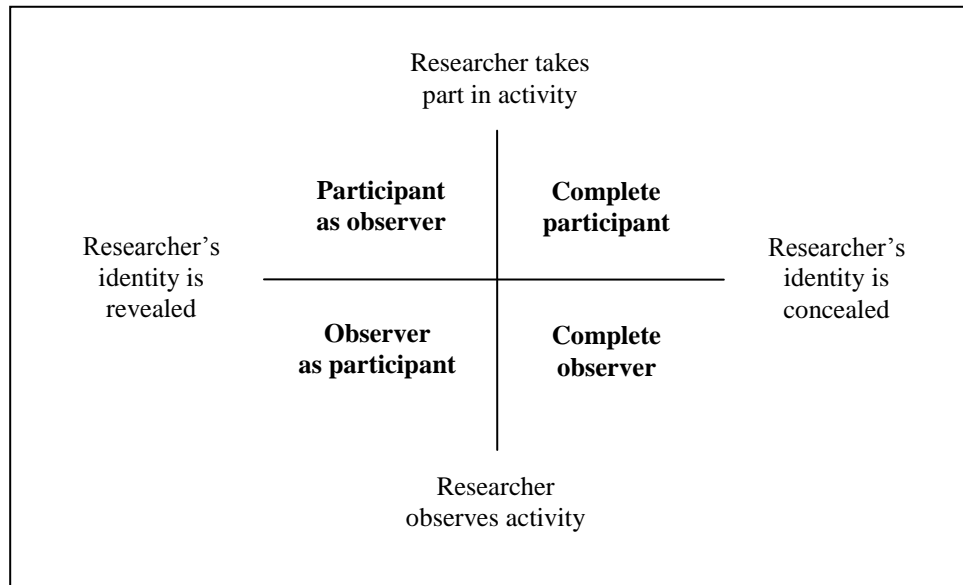 Researcher takes
part in activity
Participant
as observer
Complete
participant
Researcher’s
identity is
revealed
Researcher’s
identity is
concealed
Observer
as participant
Complete
observer
Researcher
observes activity